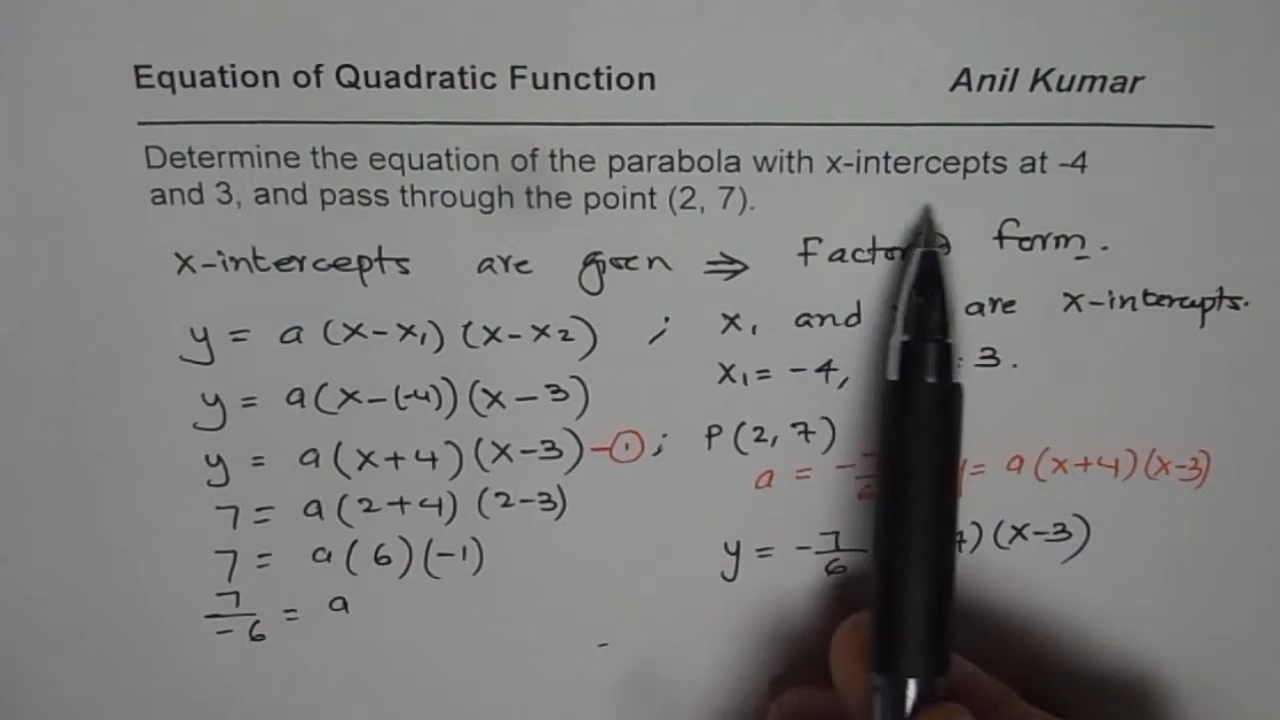 Equation of Quadratic Function Anil Kumar
Determine the equation of the parabola with x-intercepts at -4
and 3, and pass through the point (2, 7).
x-intercepts are given ⇒ form.
y = a (x-x₁) (x-x₂) ; x₁ and are x-intercepts.
y = a(x-(-4))(x-3) x₁ = -4, 3.
y = a(x+4)(x-3) -① ; P(2,7)
a = - = a(x+4)(x-3)
7 = a(2+4) (2-3)
7 = a(6)(-1) y = -7/6 )(x-3)
7/-6 = a